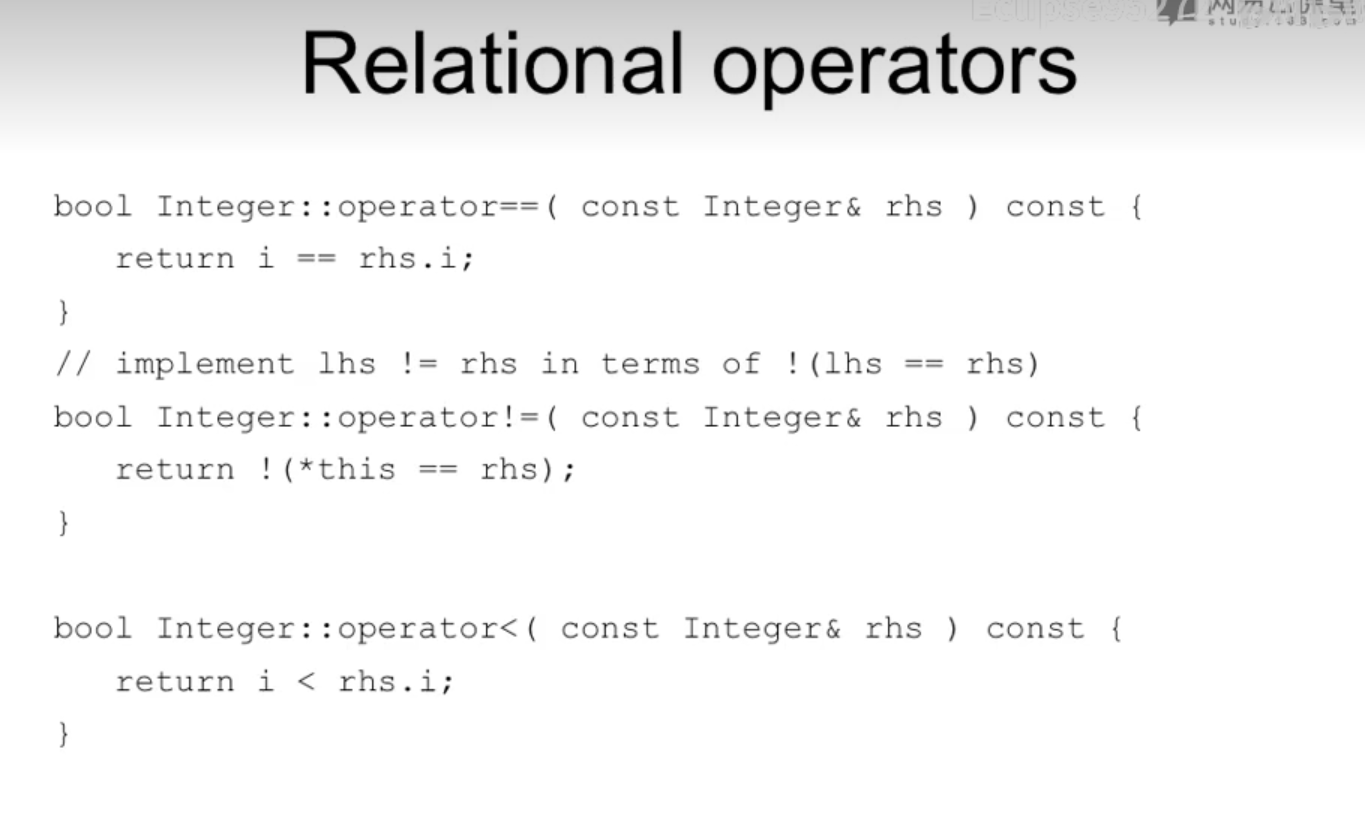 Relational operators
bool Integer::operator==( const Integer& rhs ) const {
return i == rhs.i;
}
// implement lhs != rhs in terms of !(lhs == rhs)
bool Integer::operator!=( const Integer& rhs ) const {
return !(*this == rhs);
}
bool Integer::operator<( const Integer& rhs ) const {
return i < rhs.i;
}